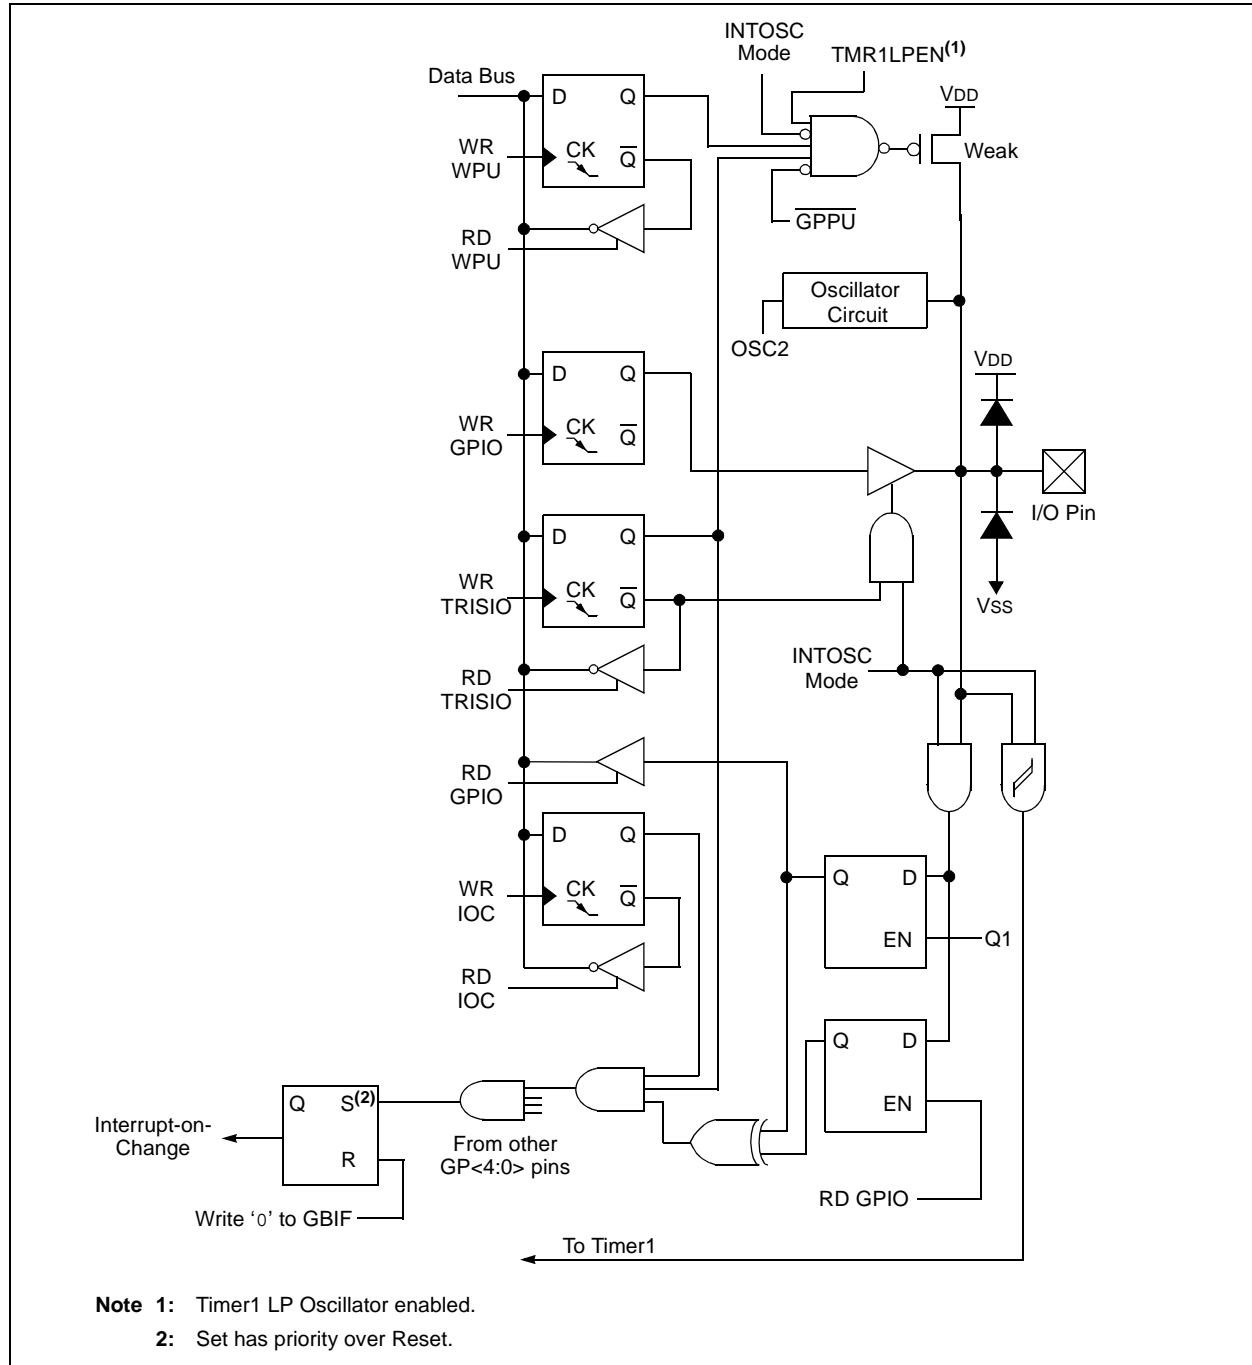 INTOSC
Mode
TMR1LPEN(1)
Data Bus
VDD
D Q
WR
WPU
CK Q
Weak
GPPU
RD
WPU
Oscillator
Circuit
OSC2
VDD
D Q
WR
GPIO
CK Q
I/O Pin
D Q
WR
TRISIO
CK Q
VSS
INTOSC
Mode
RD
TRISIO
RD
GPIO
D Q
WR
IOC
CK Q
Q D
EN
Q1
RD
IOC
Q D
EN
Q S(2)
R
Interrupt-on-
Change
From other
GP<4:0> pins
RD GPIO
Write ‘0’ to GBIF
To Timer1
Note 1: Timer1 LP Oscillator enabled.
2: Set has priority over Reset.